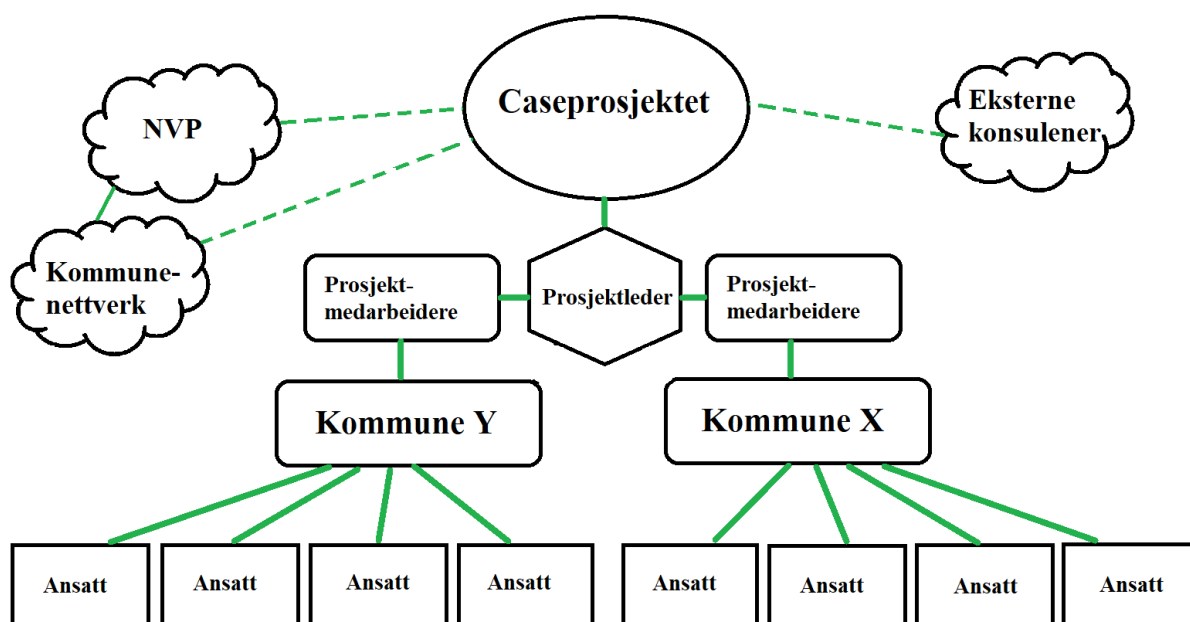 Caseprosjektet
NVP
Eksterne
konsulener
Kommune-
nettverk
Prosjekt-
medarbeidere
Prosjektleder
Prosjekt-
medarbeidere
Kommune Y
Kommune X
Ansatt
Ansatt
Ansatt
Ansatt
Ansatt
Ansatt
Ansatt
Ansatt